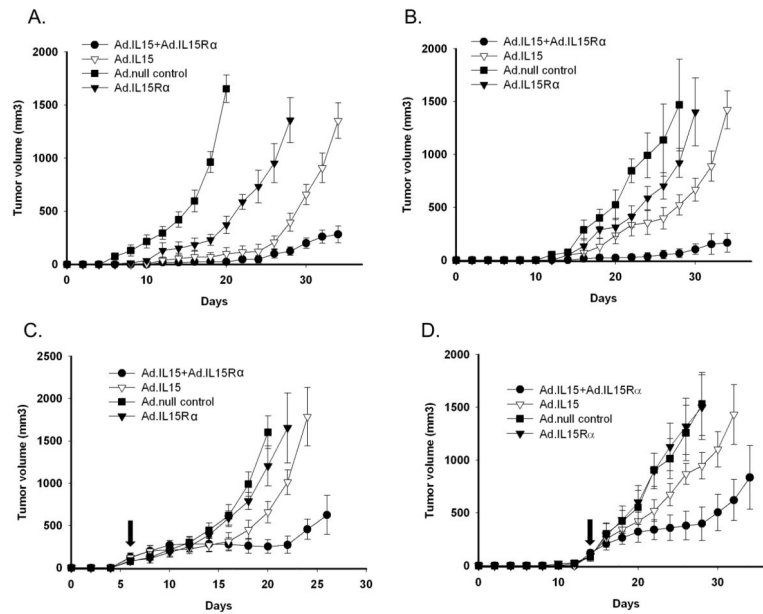 A.
Ad.IL15+Ad.IL15Rα
Ad.IL15
Ad.null control
Ad.IL15Rα
Tumor volume (mm3)
2000
1500
1000
500
0
0 10 20 30
Days
B.
Ad.IL15+Ad.IL15Rα
Ad.IL15
Ad.null control
Ad.IL15Rα
Tumor volume (mm3)
2000
1500
1000
500
0
0 10 20 30
Days
C.
Ad.IL15+Ad.IL15Rα
Ad.IL15
Ad.null control
Ad.IL15Rα
Tumor volume (mm3)
2500
2000
1500
1000
500
0
0 5 10 15 20 25 30
Days
D.
Ad.IL15+Ad.IL15Rα
Ad.IL15
Ad.null control
Ad.IL15Rα
Tumor volume (mm3)
2000
1500
1000
500
0
0 10 20 30
Days